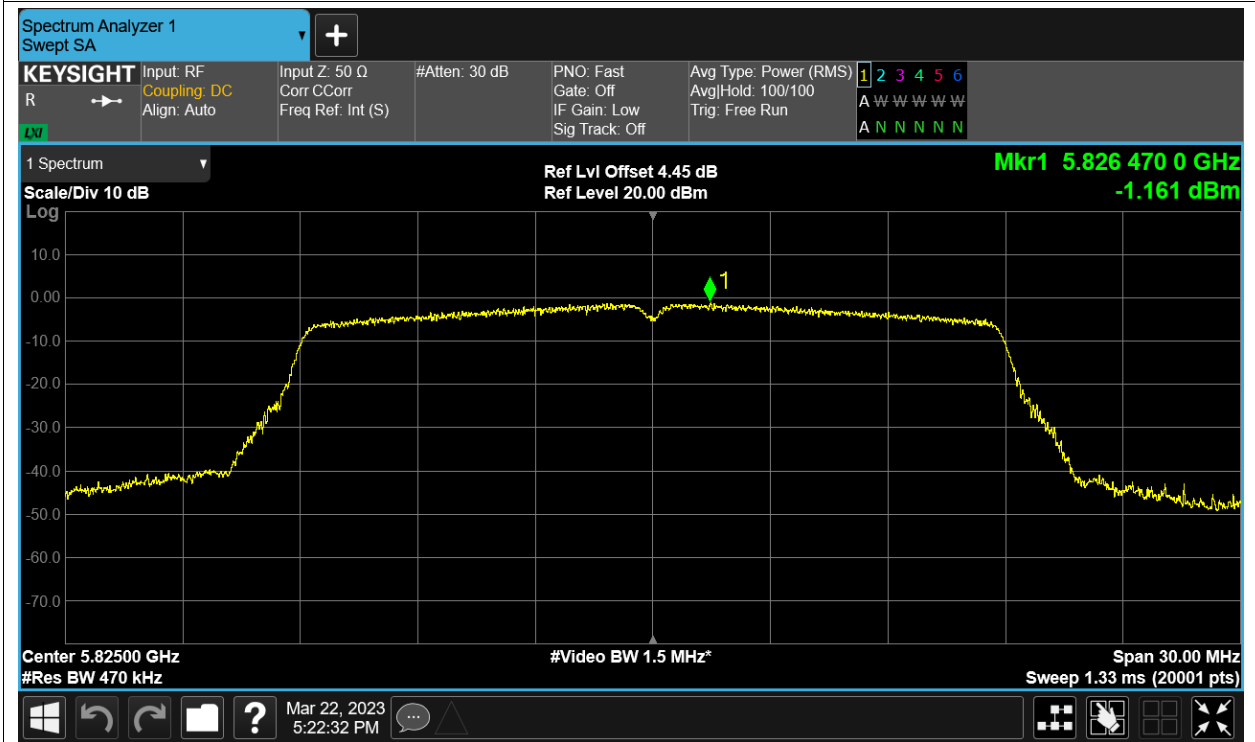 Spectrum Analyzer 1
Swept SA
KEYSIGHT
R
LXI
Input: RF
Coupling: DC
Align: Auto
Input Z: 50 Ω
Corr CCorr
Freq Ref: Int (S)
#Atten: 30 dB
PNO: Fast
Gate: Off
IF Gain: Low
Sig Track: Off
Avg Type: Power (RMS)
Avg|Hold: 100/100
Trig: Free Run
1 2 3 4 5 6
A W W W W W
A N N N N N
1 Spectrum
Scale/Div 10 dB
Log
Ref Lvl Offset 4.45 dB
Ref Level 20.00 dBm
Mkr1 5.826 470 0 GHz
-1.161 dBm
10.0
0.00
-10.0
-20.0
-30.0
-40.0
-50.0
-60.0
-70.0
1
Center 5.82500 GHz
#Res BW 470 kHz
#Video BW 1.5 MHz*
Span 30.00 MHz
Sweep 1.33 ms (20001 pts)
?
Mar 22, 2023
5:22:32 PM